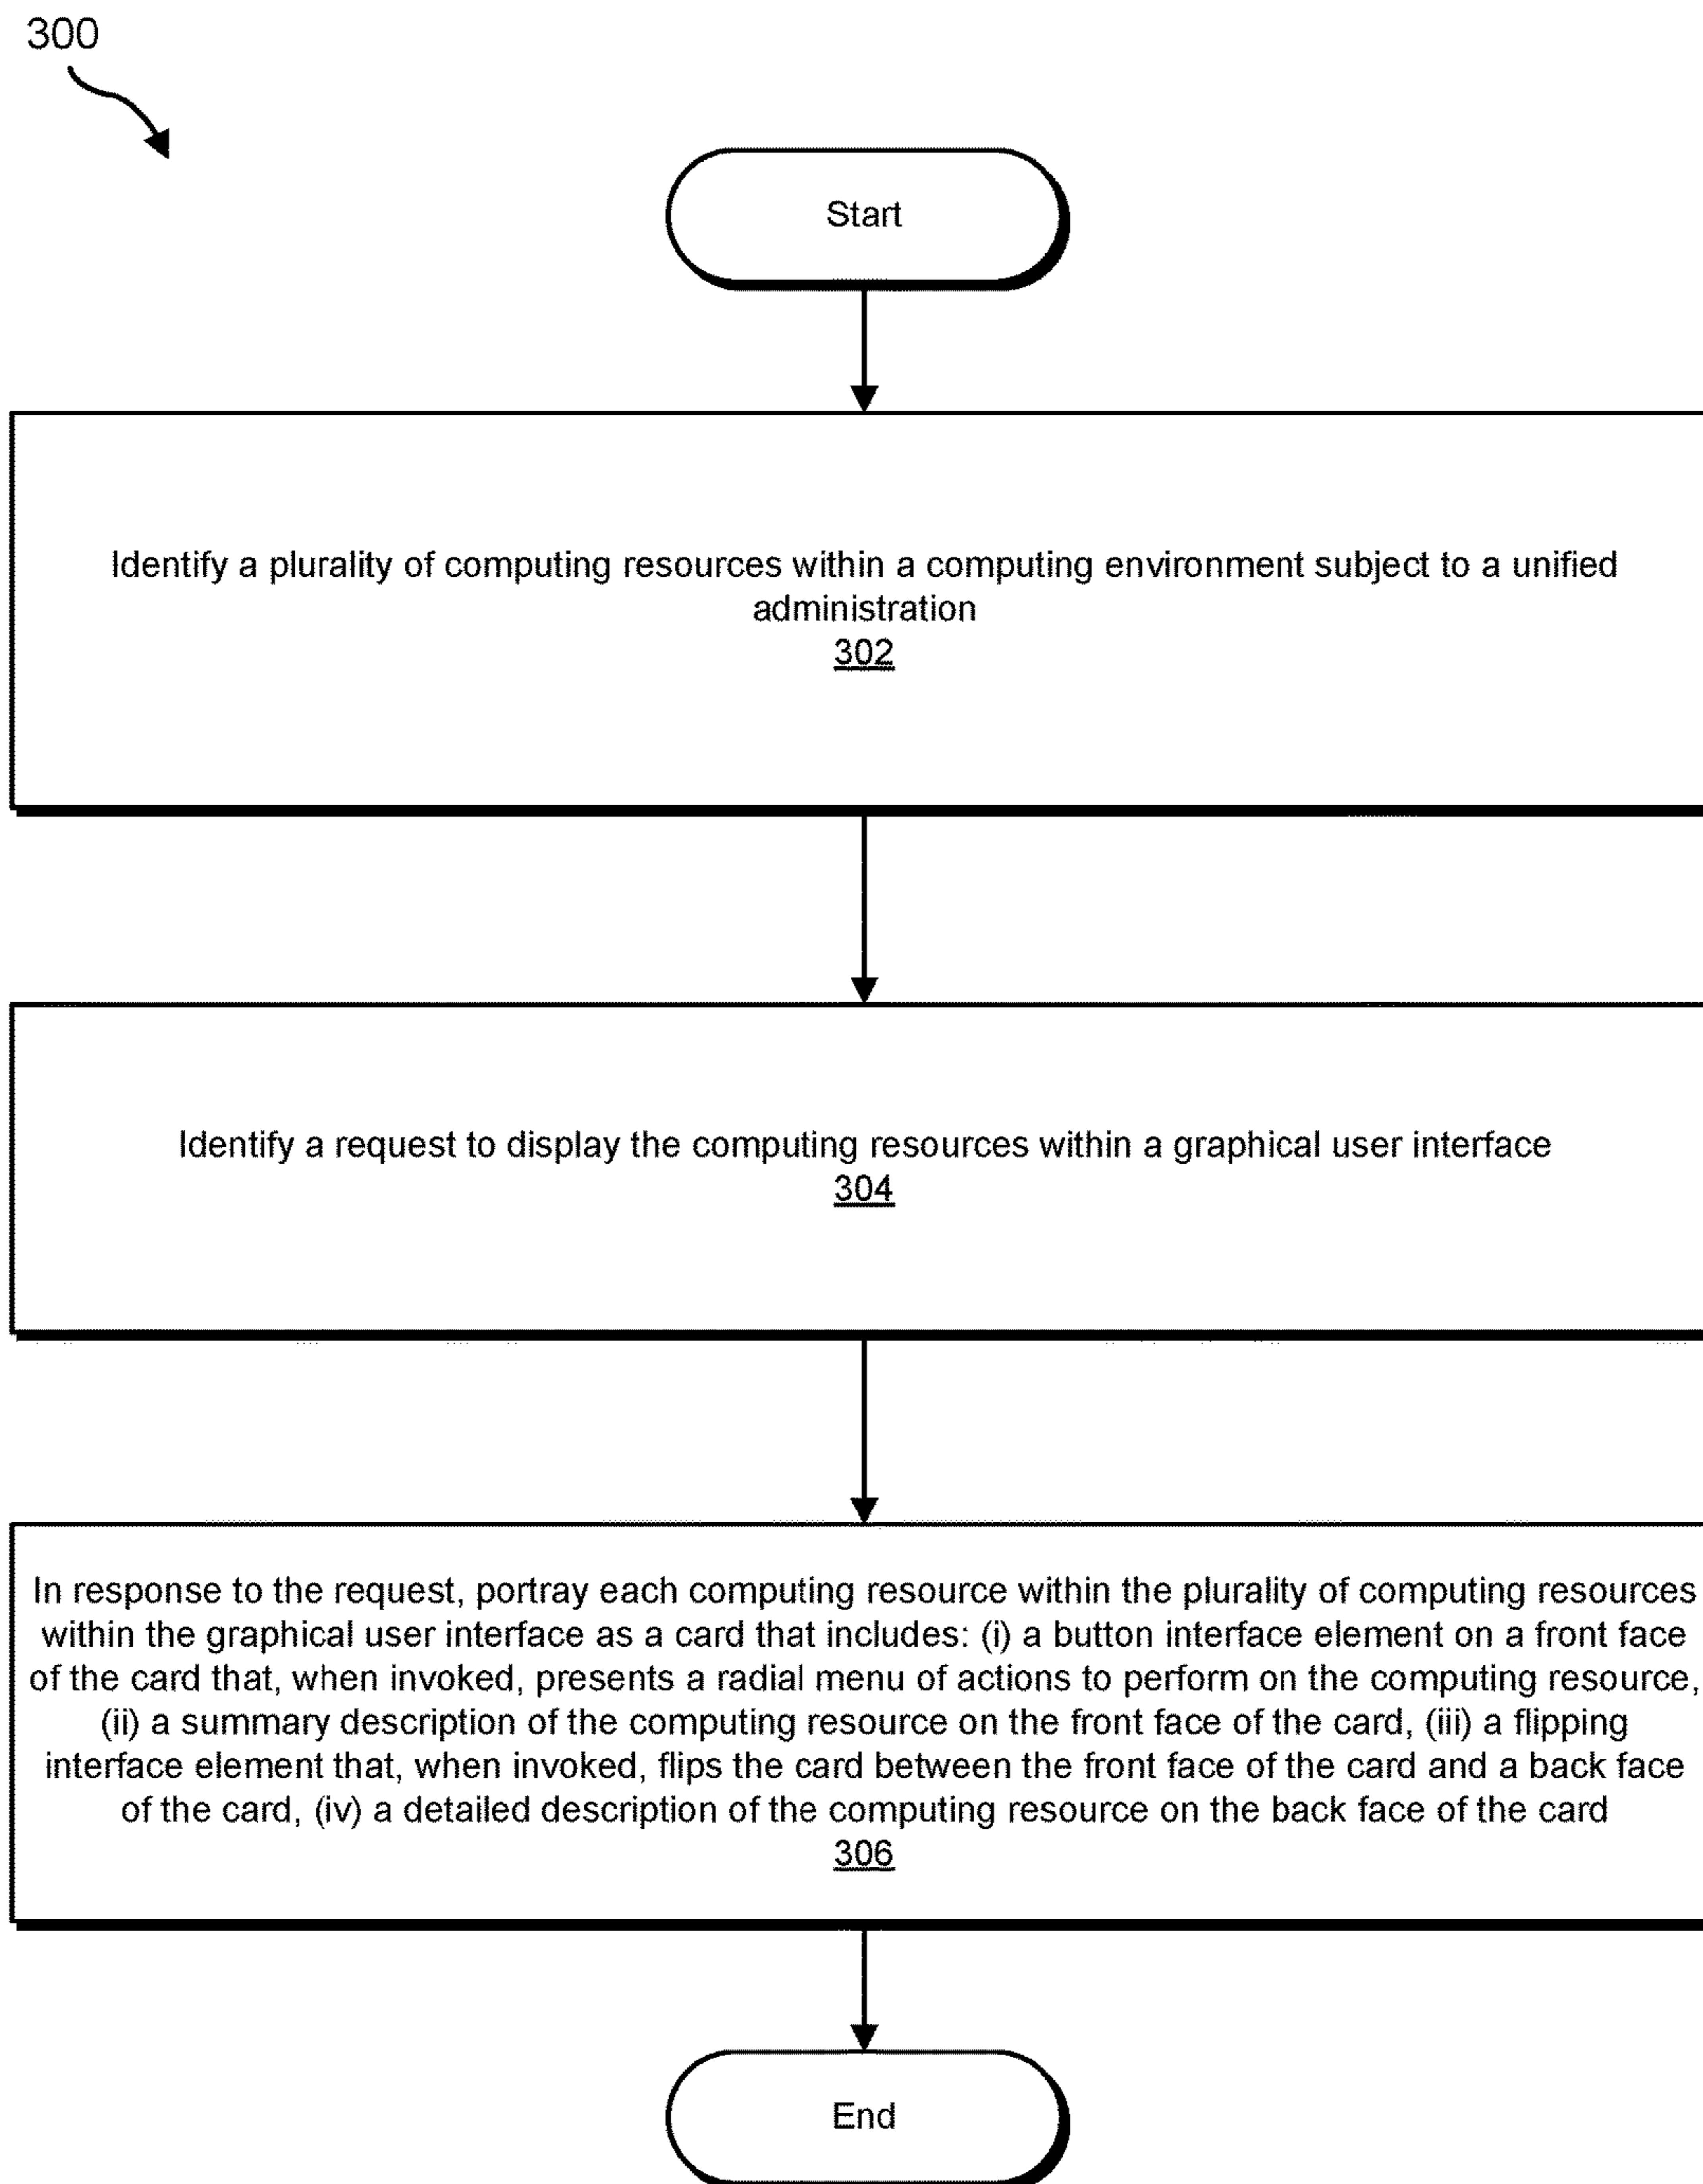 300
Start
Identify a plurality of computing resources within a computing environment subject to a unified
administration
302
Identify a request to display the computing resources within a graphical user interface
304
In response to the request, portray each computing resource within the plurality of computing resources
within the graphical user interface as a card that includes: (i) a button interface element on a front face
of the card that, when invoked, presents a radial menu of actions to perform on the computing resource,
(ii) a summary description of the computing resource on the front face of the card, (iii) a flipping
interface element that, when invoked, flips the card between the front face of the card and a back face
of the card, (iv) a detailed description of the computing resource on the back face of the card
306
End